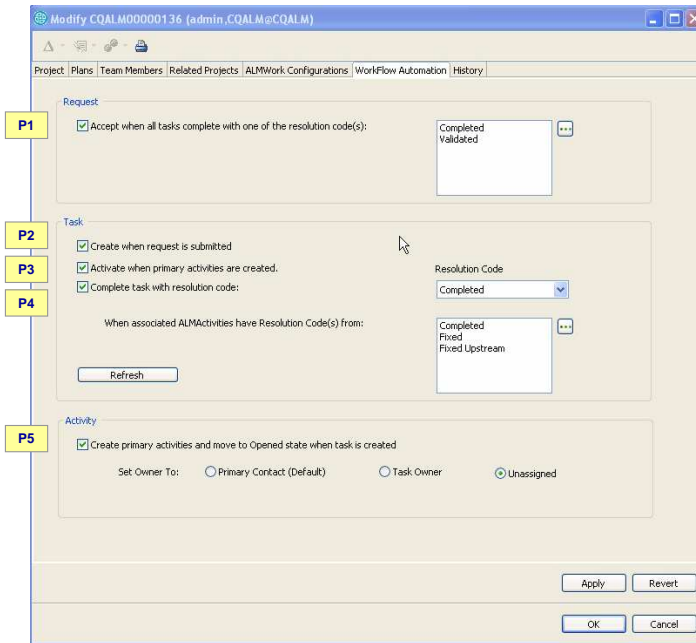 Modify CQALM00000136 (admin,CQALM@CQALM)
Project Plans Team Members Related Projects ALMWork Configurations WorkFlow Automation History
Request
P1
Accept when all tasks complete with one of the resolution code(s):
Completed
Validated
Task
P2
Create when request is submitted
P3
Activate when primary activities are created.
Resolution Code
P4
Complete task with resolution code:
Completed
When associated ALMActivities have Resolution Code(s) from:
Completed
Fixed
Fixed Upstream
Refresh
Activity
P5
Create primary activities and move to Opened state when task is created
Set Owner To: Primary Contact (Default) Task Owner Unassigned
Apply Revert
OK Cancel